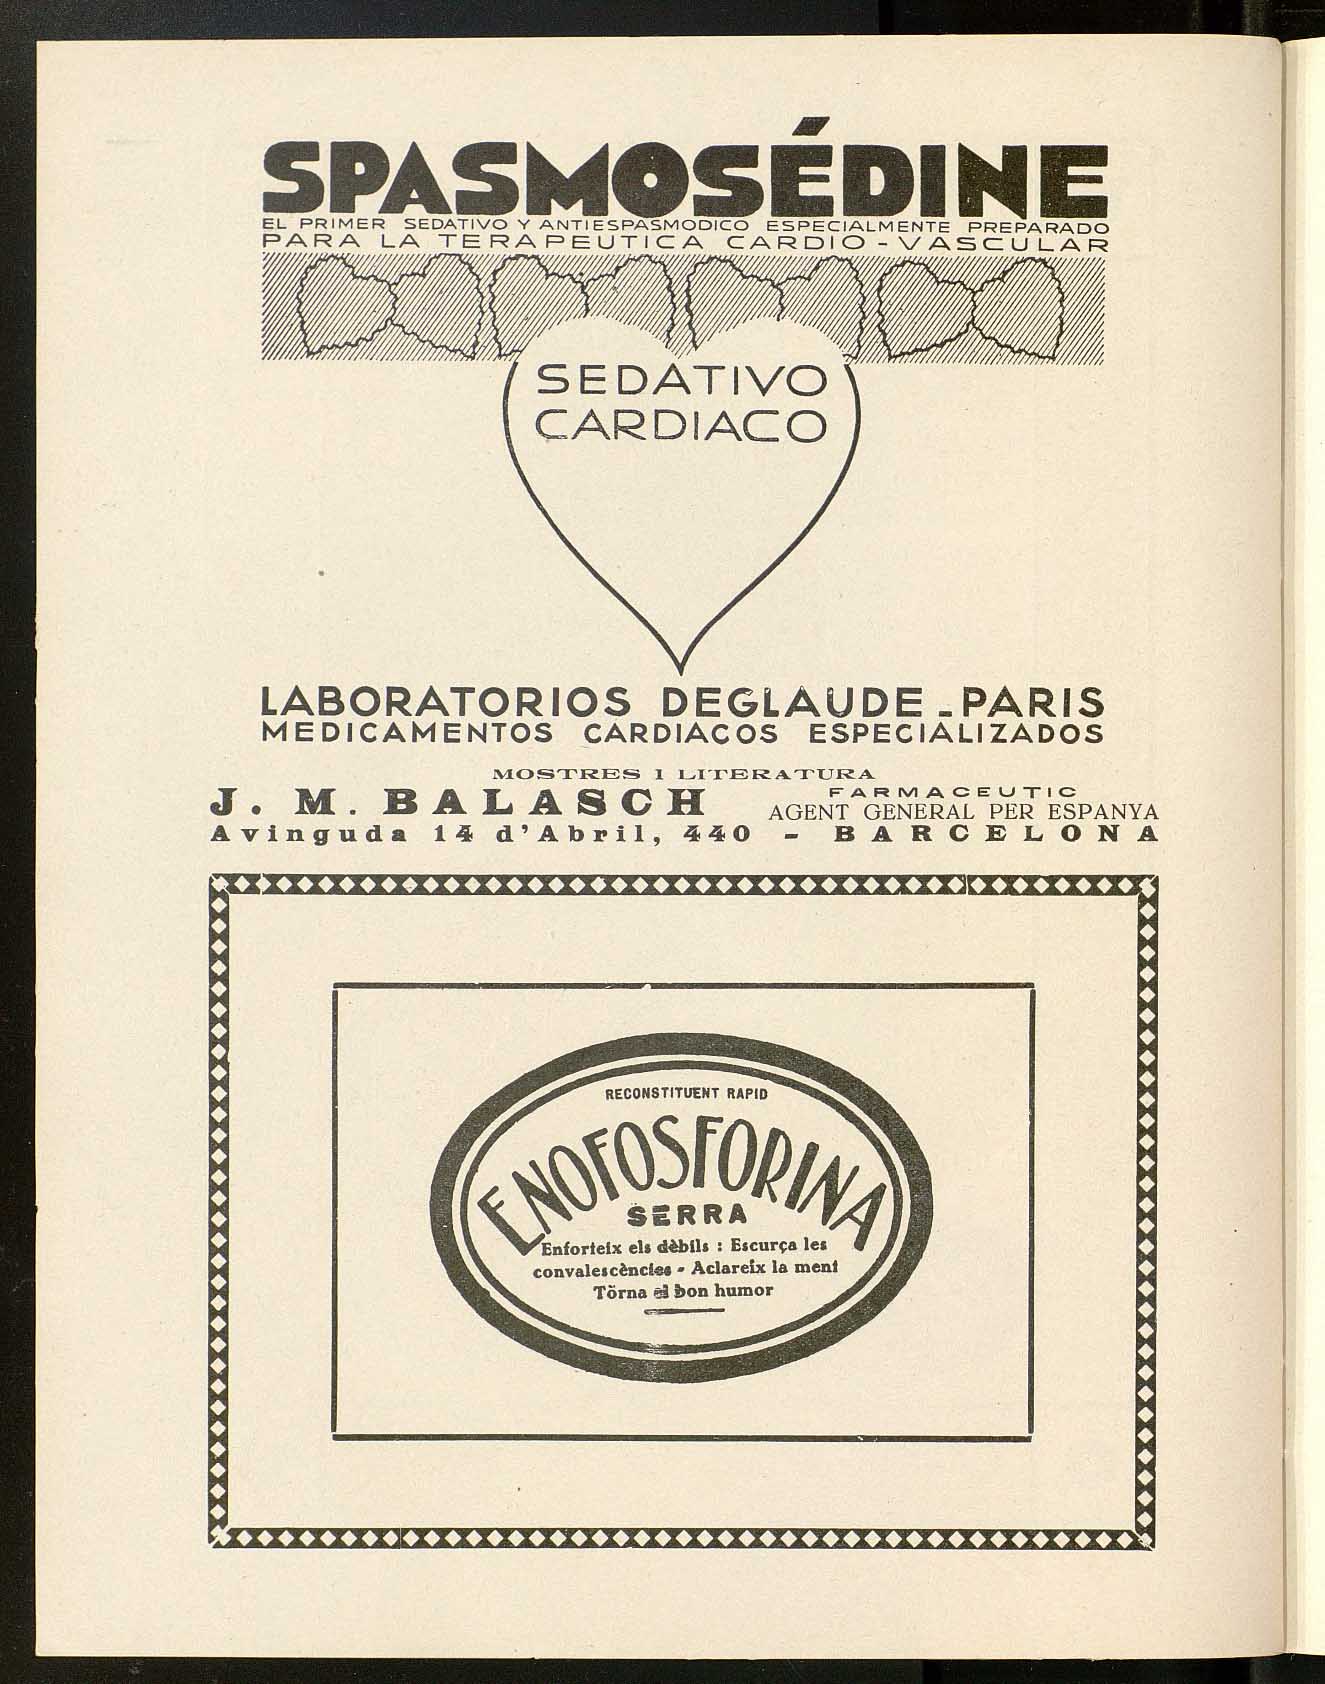 SPASMOSÉDINE
EL PRIMER SEDATIVO Y ANTIESPASMODICO ESPECIALMENTE PREPARADO
PARA LA TERAPEUTICA CARDIO-VASCULAR
SEDATIVO
CARDIACO
LABORATORIOS DEGLAUDE - PARIS
MEDICAMENTOS CARDIACOS ESPECIALIZADOS
MOSTRES I LITERATURA
J. M. BALASCH
FARMACEUTIC
AGENT GENERAL PER ESPANYA
Avinguda 14 d'Abril, 440 - BARCELONA
RECONSTITUENT RAPID
ENOFOSFORINA
SERRA
Enforteix els dèbils : Escurça les
convalescències - Aclareix la ment
Törna el bon humor